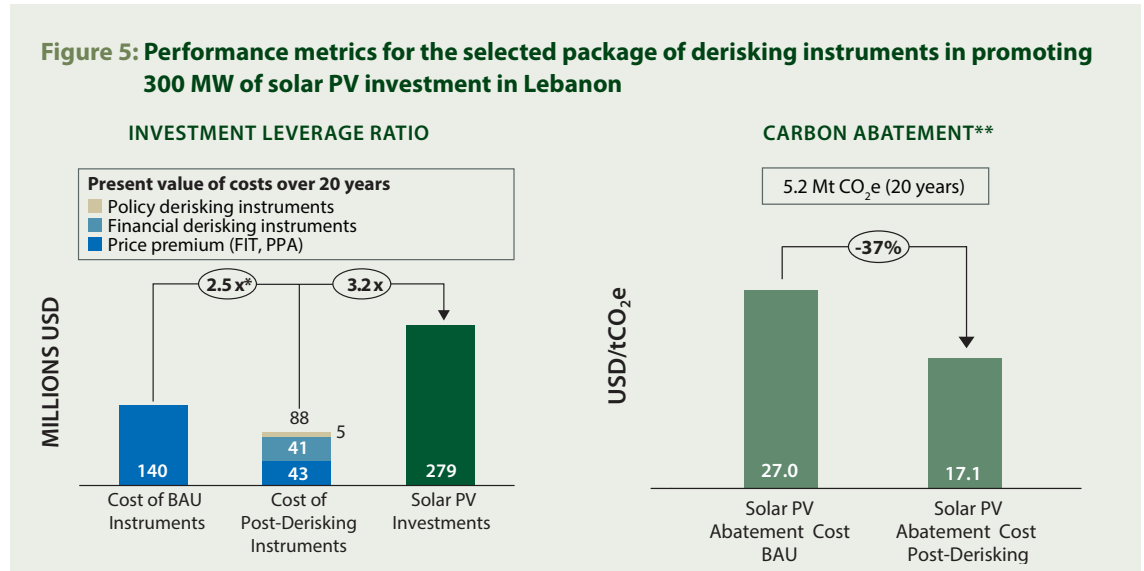 Figure 5: Performance metrics for the selected package of derisking instruments in promoting
300 MW of solar PV investment in Lebanon
INVESTMENT LEVERAGE RATIO
Present value of costs over 20 years
Policy derisking instruments
Financial derisking instruments
Price premium (FIT, PPA)
2.5 x*
3.2 x
MILLIONS USD
140
88
5
41
43
279
Cost of BAU
Instruments
Cost of
Post-Derisking
Instruments
Solar PV
Investments
CARBON ABATEMENT**
5.2 Mt CO₂e (20 years)
-37%
USD/tCO₂e
27.0
17.1
Solar PV
Abatement Cost
BAU
Solar PV
Abatement Cost
Post-Derisking